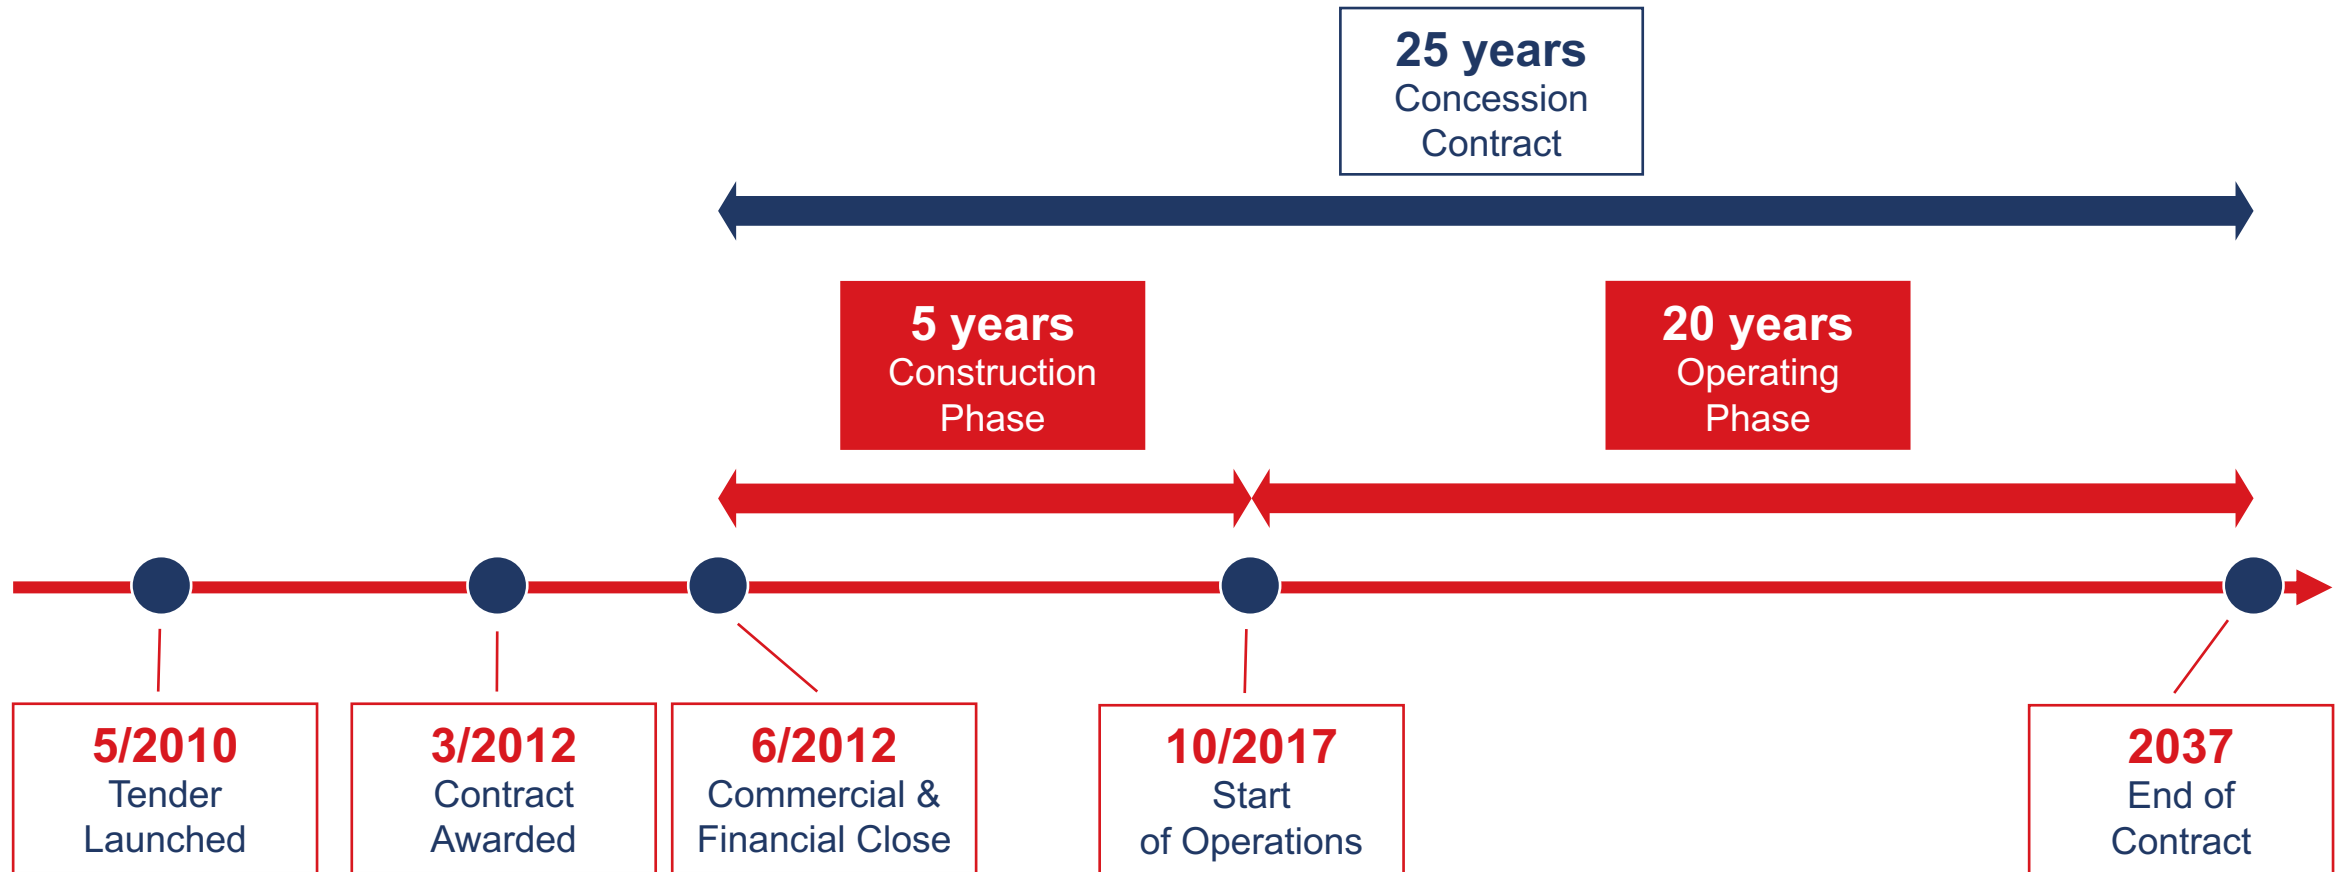 25 years
Concession
Contract
5 years
Construction
Phase
20 years
Operating
Phase
5/2010
Tender
Launched
3/2012
Contract
Awarded
6/2012
Commercial &
Financial Close
10/2017
Start
of Operations
2037
End of
Contract